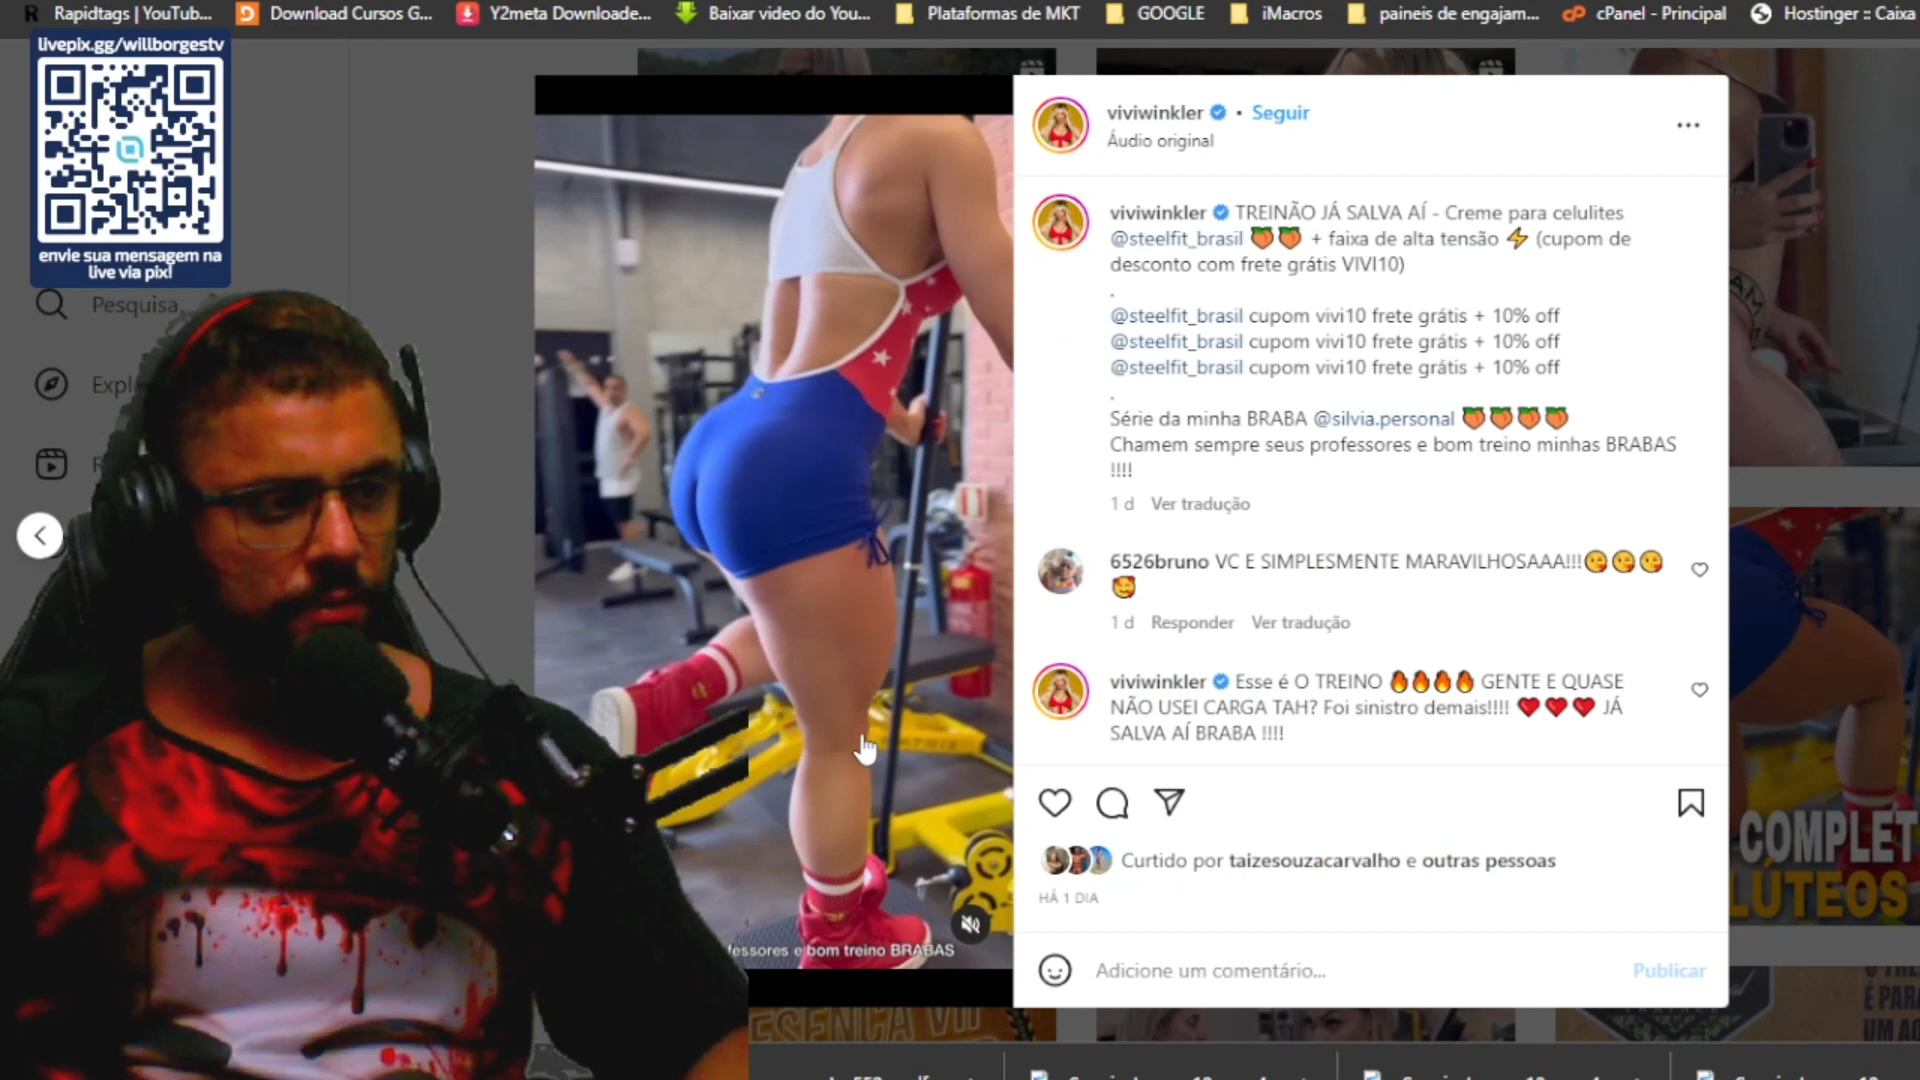 Rapidtags | YouTub...
Download Cursos G...
Y2meta Downloade...
Baixar video do You...
Plataformas de MKT
GOOGLE
iMacros
paineis de engajam...
cPanel - Principal
Hostinger :: Caixa
livepix.gg/willborgestv
envie sua mensagem na
live via pix!
Pesquisa
Expl
essores e bom treino BRABAS
viviwinkler • Seguir
Áudio original
viviwinkler TREINÃO JÁ SALVA AÍ - Creme para celulites
@steelfit_brasil 🍑🍑 + faixa de alta tensão ⚡ (cupom de
desconto com frete grátis VIVI10)
.
@steelfit_brasil cupom vivi10 frete grátis + 10% off
@steelfit_brasil cupom vivi10 frete grátis + 10% off
@steelfit_brasil cupom vivi10 frete grátis + 10% off
.
Série da minha BRABA @silvia.personal 🍑🍑🍑🍑
Chamem sempre seus professores e bom treino minhas BRABAS
!!!!
1 d Ver tradução
6526bruno VC E SIMPLESMENTE MARAVILHOSAAA!!!😘😘😘
🥰
1 d Responder Ver tradução
viviwinkler Esse é O TREINO 🔥🔥🔥🔥 GENTE E QUASE
NÃO USEI CARGA TAH? Foi sinistro demais!!!! ❤️❤️❤️ JÁ
SALVA AÍ BRABA !!!!
Curtido por taizesouzacarvalho e outras pessoas
HÁ 1 DIA
Adicione um comentário... Publicar
COMPLET
LÚTEOS